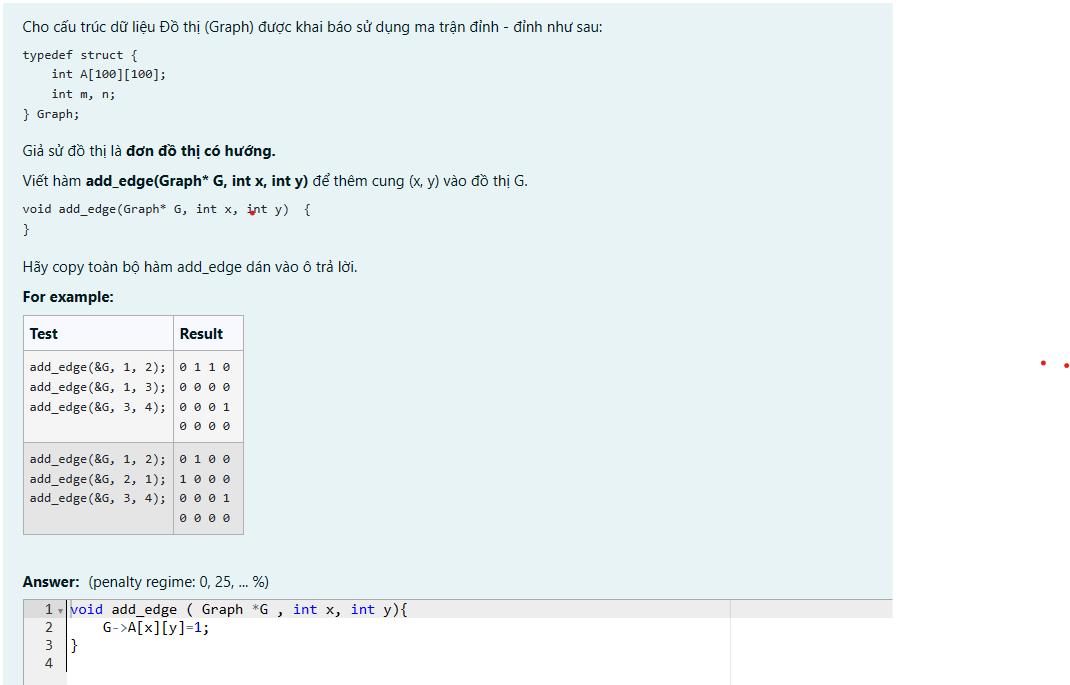 Cho cấu trúc dữ liệu Đồ thị (Graph) được khai báo sử dụng ma trận đỉnh - đỉnh như sau:
typedef struct {
    int A[100][100];
    int m, n;
} Graph;
Giả sử đồ thị là đơn đồ thị có hướng.
Viết hàm add_edge(Graph* G, int x, int y) để thêm cung (x, y) vào đồ thị G.
void add_edge(Graph* G, int x, int y)  {
}
Hãy copy toàn bộ hàm add_edge dán vào ô trả lời.
For example:
Test Result
add_edge(&G, 1, 2); 0 1 1 0
add_edge(&G, 1, 3); 0 0 0 0
add_edge(&G, 3, 4); 0 0 0 1
0 0 0 0
add_edge(&G, 1, 2); 0 1 0 0
add_edge(&G, 2, 1); 1 0 0 0
add_edge(&G, 3, 4); 0 0 0 1
0 0 0 0
Answer: (penalty regime: 0, 25, ... %)
1 void add_edge ( Graph *G , int x, int y){
2     G->A[x][y]=1;
3 }
4